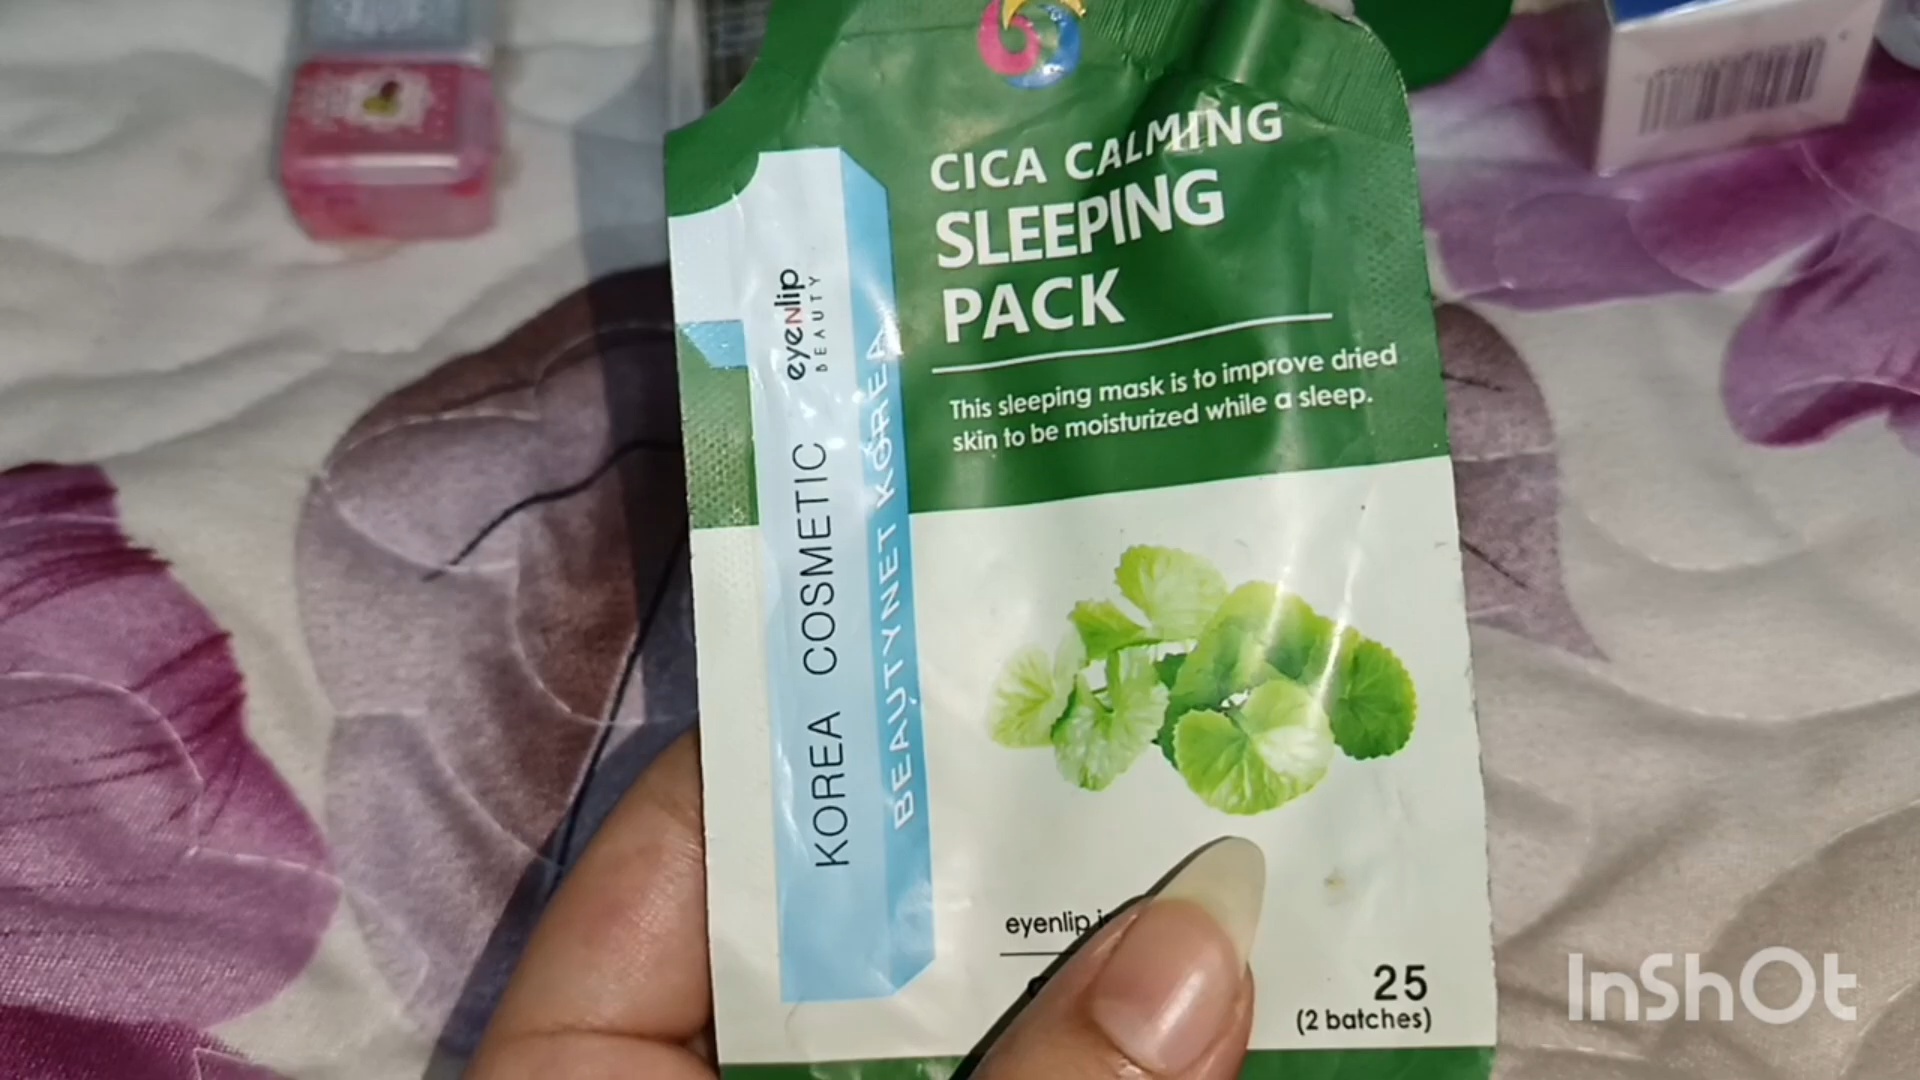 CICA CALMING
SLEEPING
PACK
This sleeping mask is to improve dried
skin to be moisturized while a sleep.
eyenlip
BEAUTY
KOREA COSMETIC
BEAUTYNET KOREA
eyenlip
25
(2 batches)
InShOt